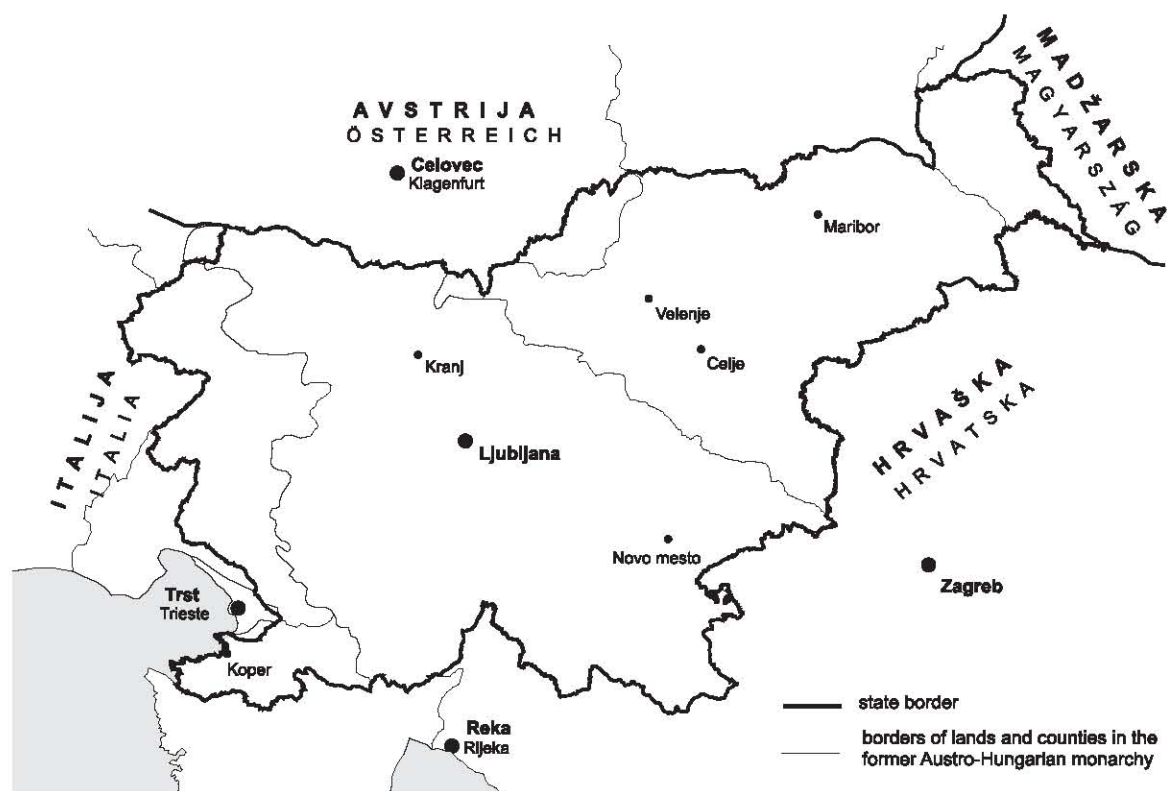 AVSTRIJA
ÖSTERREICH
Celovec
Klagenfurt
MADŽARSKA
MAGYARSZÁG
Maribor
Velenje
Celje
Kranj
Ljubljana
ITALIJA
ITALIA
HRVAŠKA
HRVATSKA
Novo mesto
Zagreb
Trst
Trieste
Koper
Reka
Rijeka
state border
borders of lands and counties in the
former Austro-Hungarian monarchy